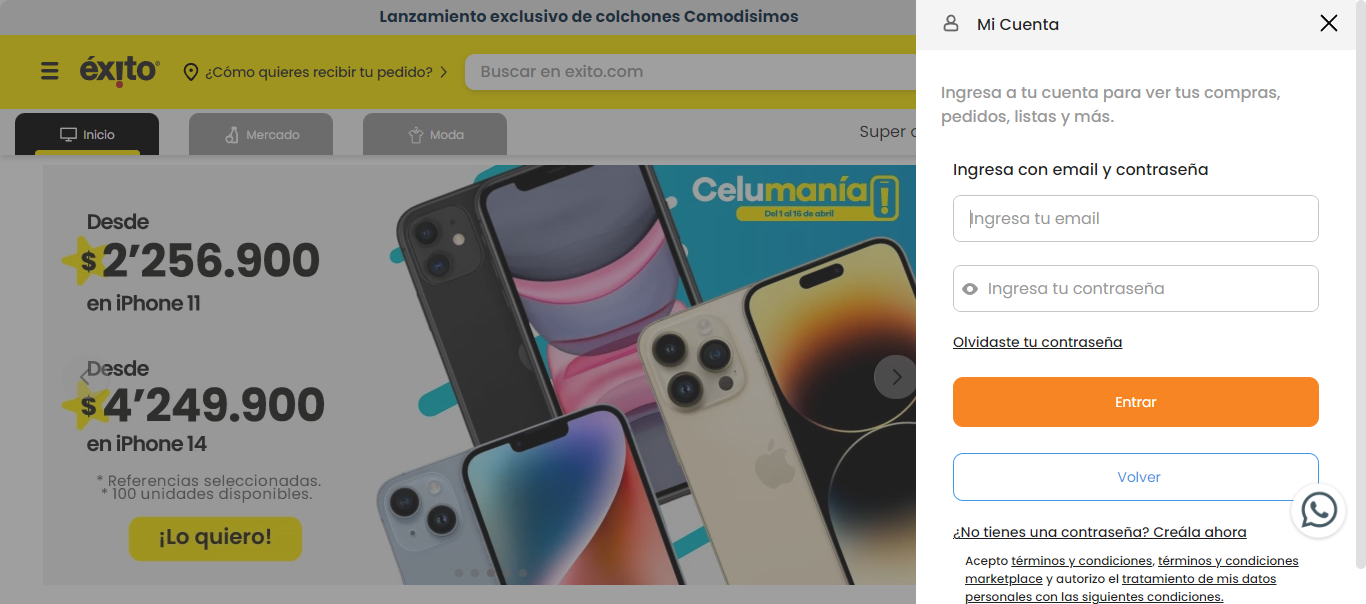 Lanzamiento exclusivo de colchones Comodisimos
éxito
¿Cómo quieres recibir tu pedido?
Buscar en exito.com
Inicio
Mercado
Moda
Super
Desde
$2’256.900
en iPhone 11
Desde
$4’249.900
en iPhone 14
* Referencias seleccionadas.
* 100 unidades disponibles.
¡Lo quiero!
Celumanía
Del 1 al 16 de abril
Mi Cuenta
Ingresa a tu cuenta para ver tus compras,
pedidos, listas y más.
Ingresa con email y contraseña
Ingresa tu email
Ingresa tu contraseña
Olvidaste tu contraseña
Entrar
Volver
¿No tienes una contraseña? Creála ahora
Acepto términos y condiciones, términos y condiciones
marketplace y autorizo el tratamiento de mis datos
personales con las siguientes condiciones.